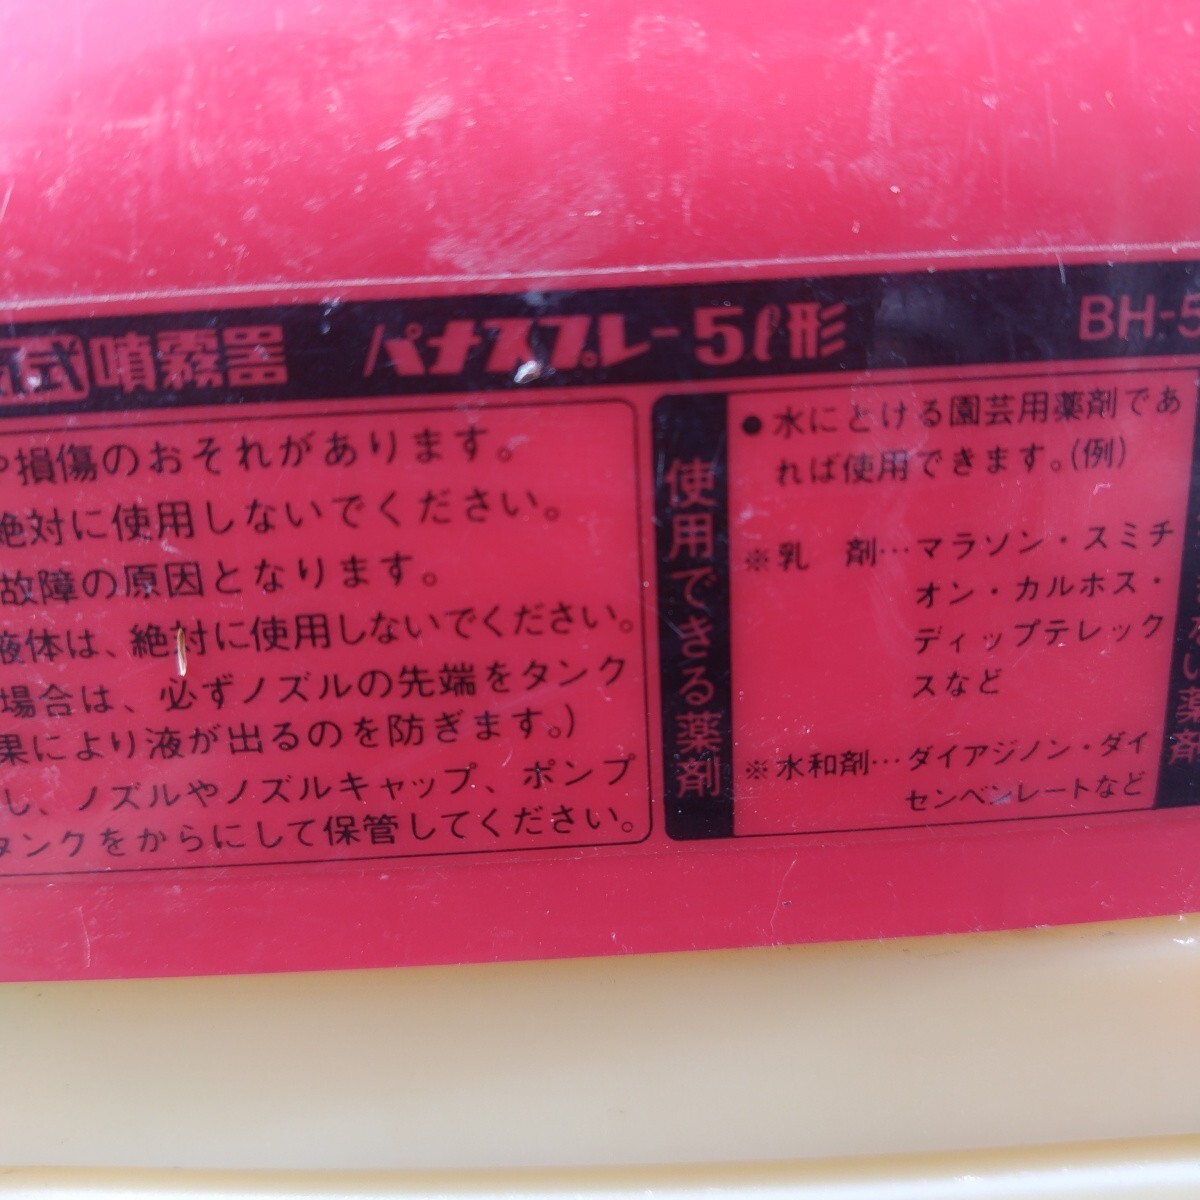 式噴霧器 パナスプレー5ℓ形 BH-5
損傷のおそれがあります。
絶対に使用しないでください。
故障の原因となります。
液体は、絶対に使用しないでください。
場合は、必ずノズルの先端をタンク
果により液が出るのを防ぎます。)
し、ノズルやノズルキャップ、ポンプ
タンクをからにして保管してください。
使用できる薬剤
●水にとける園芸用薬剤であ
れば使用できます。(例)
※乳 剤…マラソン・スミチ
オン・カルホス・
ディップテレック
スなど
※水和剤…ダイアジノン・ダイ
センベンレートなど
い薬剤